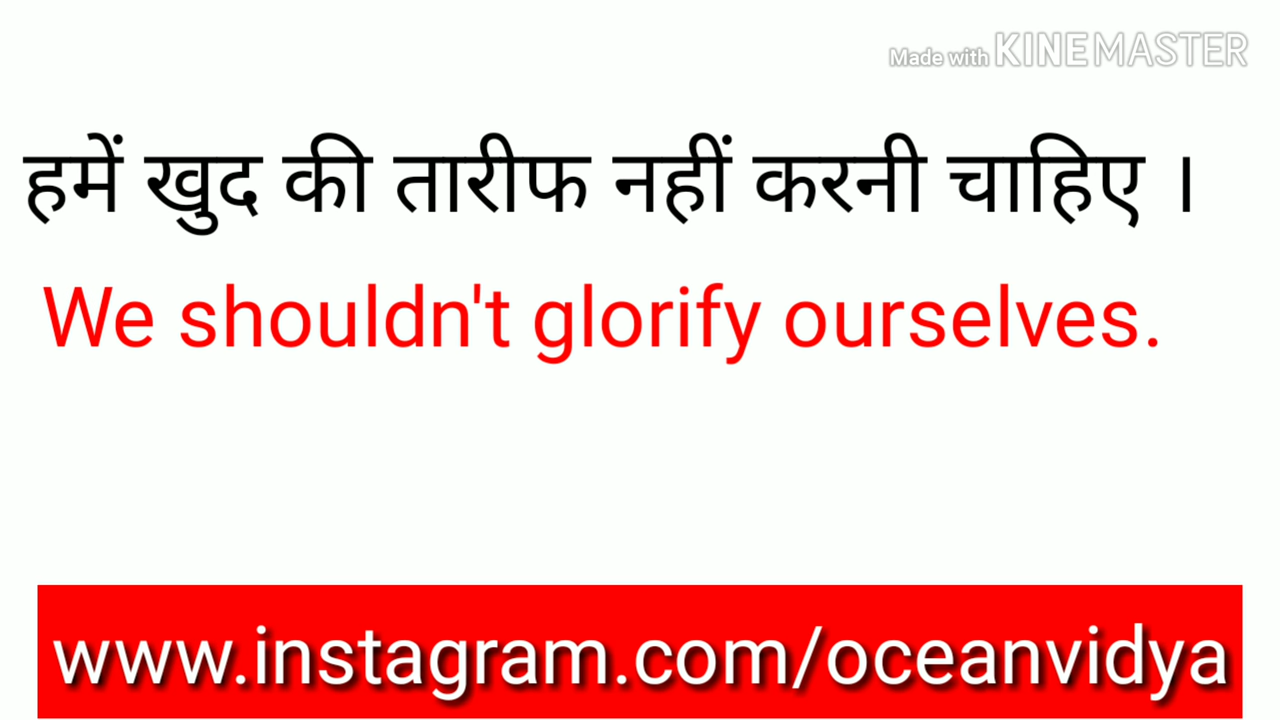 Made with KINEMASTER
हमें खुद की तारीफ नहीं करनी चाहिए ।
We shouldn't glorify ourselves.
www.instagram.com/oceanvidya